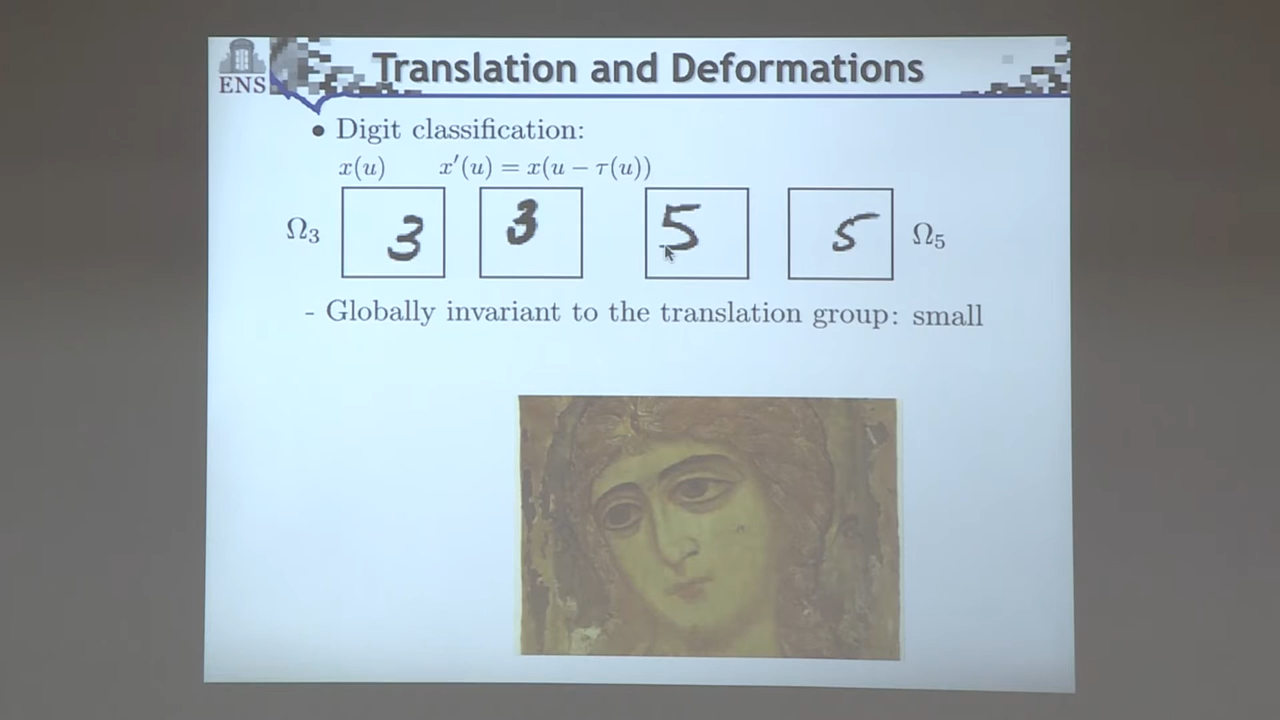 Translation and Deformations
ENS
• Digit classification:
x(u) x′(u) = x(u − τ(u))
Ω₃ 3 3 5 5 Ω₅
- Globally invariant to the translation group: small